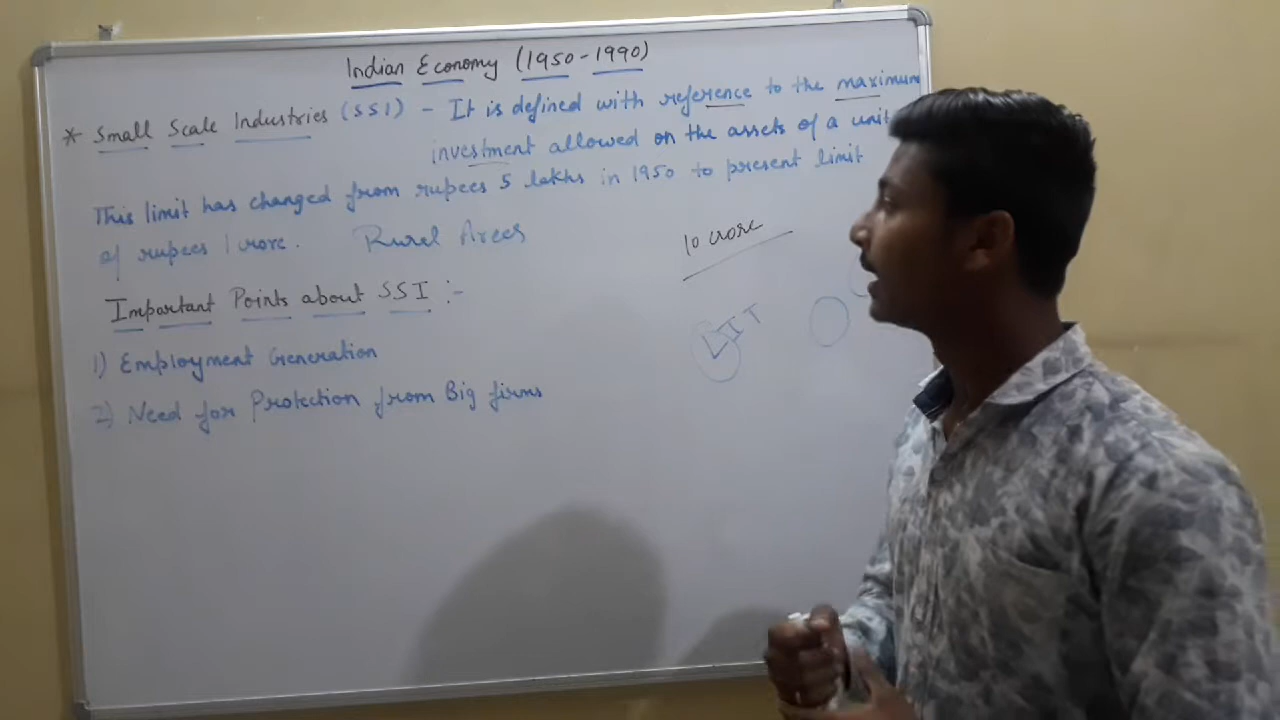 Indian Economy (1950-1990)
* Small Scale Industries (SSI) - It is defined with reference to the maximum
investment allowed on the assets of a unit
This limit has changed from rupees 5 lakhs in 1950 to present limit
of rupees 1 crore. Rural Arees
10 crore
Important Points about SSI :-
LIT
1) Employment Generation
2) Need for Protection from Big firms